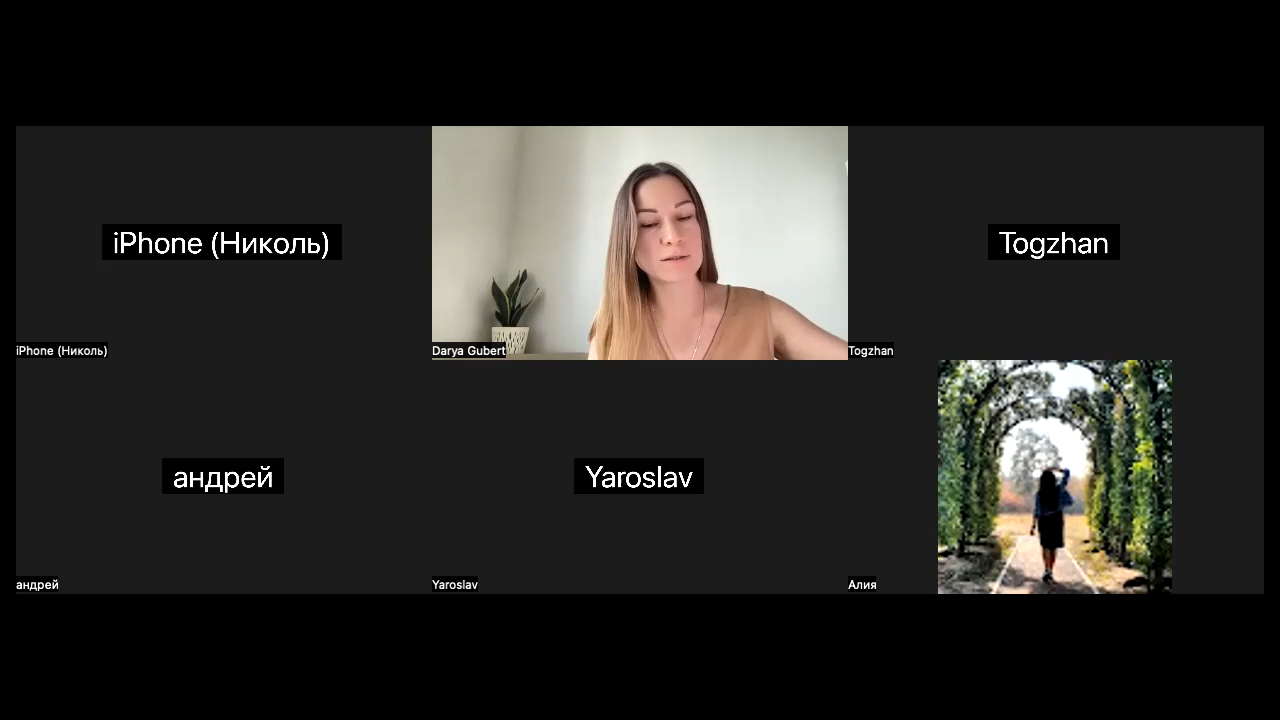 iPhone (Николь)
Togzhan
iPhone (Николь)
Darya Gubert
Togzhan
андрей
Yaroslav
андрей
Yaroslav
Алия